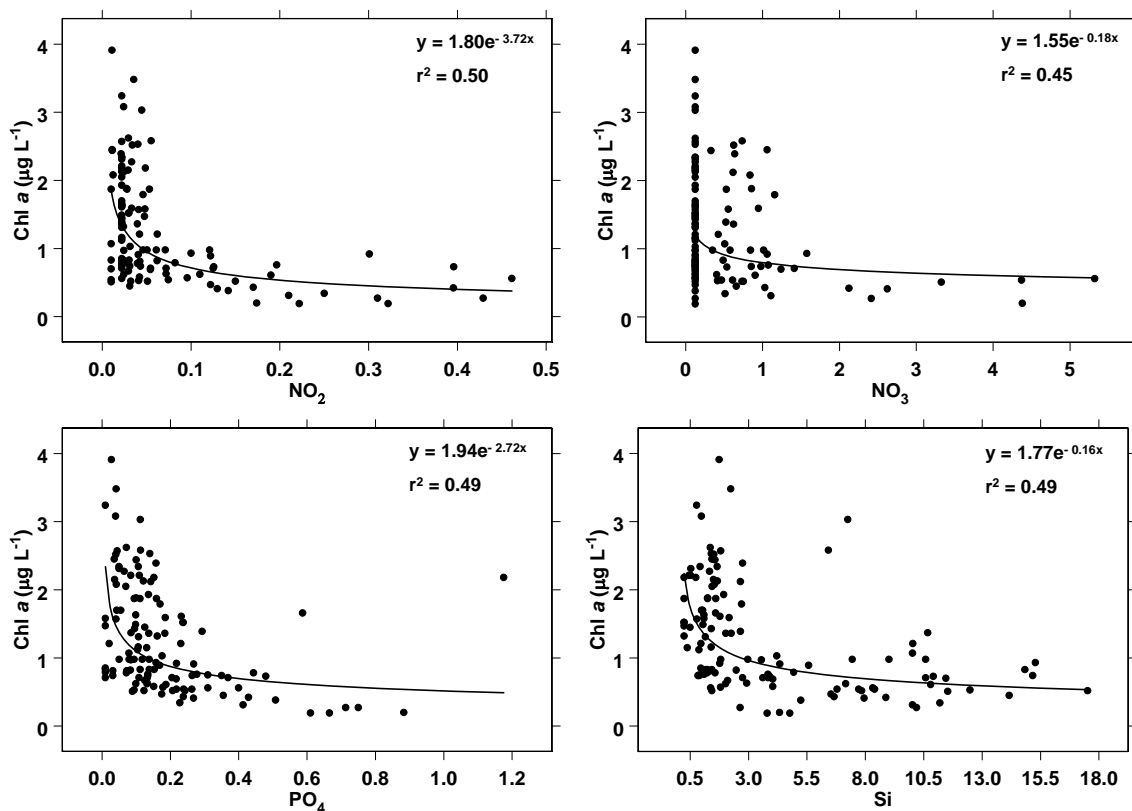 y = 1.80e^- 3.72x
r² = 0.50
Chl a (µg L⁻¹)
4
3
2
1
0
0.0 0.1 0.2 0.3 0.4 0.5
NO₂
y = 1.55e^- 0.18x
r² = 0.45
Chl a (µg L⁻¹)
4
3
2
1
0
0 1 2 3 4 5
NO₃
y = 1.94e^- 2.72x
r² = 0.49
Chl a (µg L⁻¹)
4
3
2
1
0
0.0 0.2 0.4 0.6 0.8 1.0 1.2
PO₄
y = 1.77e^- 0.16x
r² = 0.49
Chl a (µg L⁻¹)
4
3
2
1
0
0.5 3.0 5.5 8.0 10.5 13.0 15.5 18.0
Si